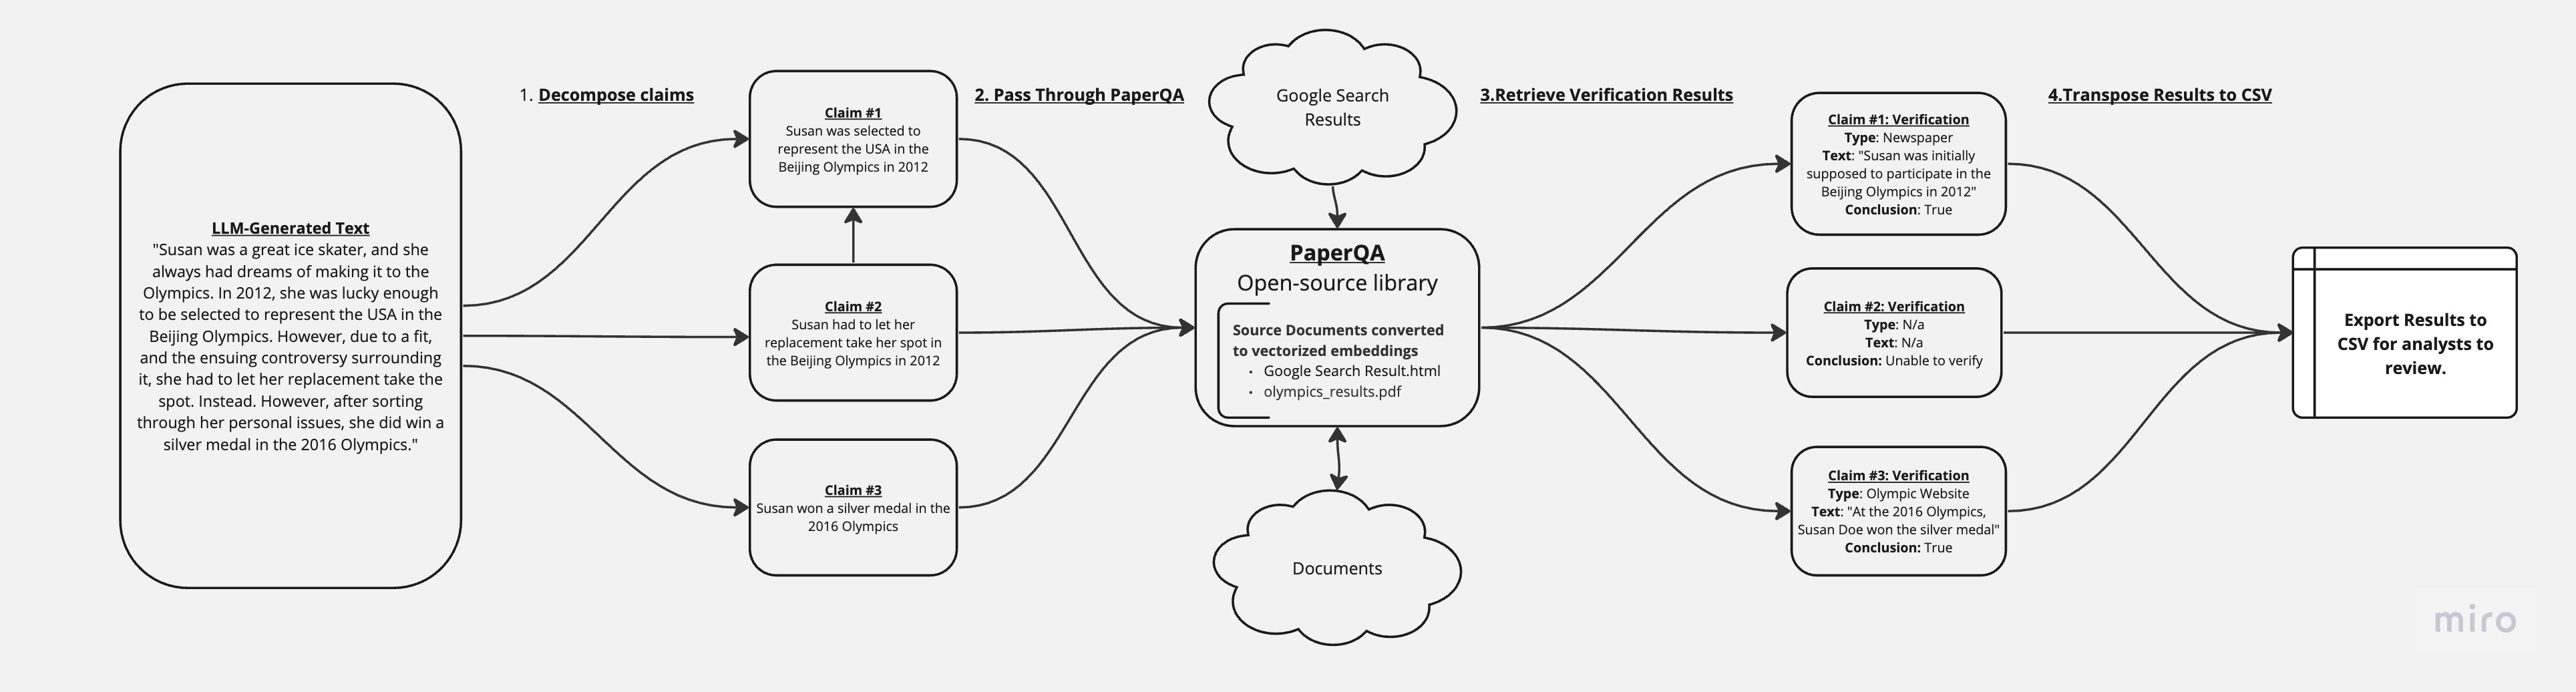 1. Decompose claims
2. Pass Through PaperQA
3.Retrieve Verification Results
4.Transpose Results to CSV
LLM-Generated Text
"Susan was a great ice skater, and she
always had dreams of making it to the
Olympics. In 2012, she was lucky enough
to be selected to represent the USA in the
Beijing Olympics. However, due to a fit,
and the ensuing controversy surrounding
it, she had to let her replacement take the
spot. Instead. However, after sorting
through her personal issues, she did win a
silver medal in the 2016 Olympics."
Claim #1
Susan was selected to
represent the USA in the
Beijing Olympics in 2012
Claim #2
Susan had to let her
replacement take her spot in
the Beijing Olympics in 2012
Claim #3
Susan won a silver medal in the
2016 Olympics
Google Search
Results
PaperQA
Open-source library
Source Documents converted
to vectorized embeddings
• Google Search Result.html
• olympics_results.pdf
Documents
Claim #1: Verification
Type: Newspaper
Text: "Susan was initially
supposed to participate in the
Beijing Olympics in 2012"
Conclusion: True
Claim #2: Verification
Type: N/a
Text: N/a
Conclusion: Unable to verify
Claim #3: Verification
Type: Olympic Website
Text: "At the 2016 Olympics,
Susan Doe won the silver medal"
Conclusion: True
Export Results to
CSV for analysts to
review.
miro